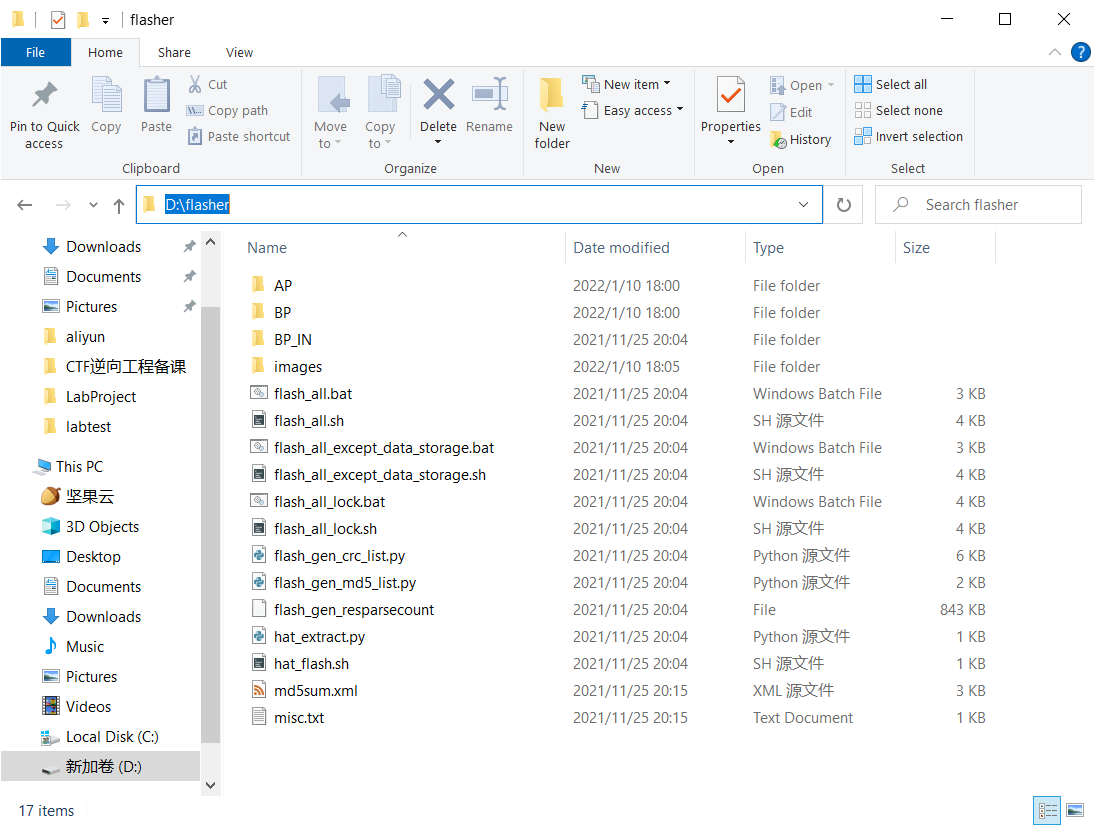 flasher
File Home Share View
Pin to Quick access
Copy
Paste
Cut
Copy path
Paste shortcut
Clipboard
Move to
Copy to
Delete
Rename
Organize
New folder
New item
Easy access
New
Properties
Open
Edit
History
Open
Select all
Select none
Invert selection
Select
D:\flasher
Search flasher
Downloads
Documents
Pictures
aliyun
CTF逆向工程备课
LabProject
labtest
This PC
坚果云
3D Objects
Desktop
Documents
Downloads
Music
Pictures
Videos
Local Disk (C:)
新加卷 (D:)
Name Date modified Type Size
AP 2022/1/10 18:00 File folder
BP 2022/1/10 18:00 File folder
BP_IN 2021/11/25 20:04 File folder
images 2022/1/10 18:05 File folder
flash_all.bat 2021/11/25 20:04 Windows Batch File 3 KB
flash_all.sh 2021/11/25 20:04 SH 源文件 4 KB
flash_all_except_data_storage.bat 2021/11/25 20:04 Windows Batch File 3 KB
flash_all_except_data_storage.sh 2021/11/25 20:04 SH 源文件 4 KB
flash_all_lock.bat 2021/11/25 20:04 Windows Batch File 4 KB
flash_all_lock.sh 2021/11/25 20:04 SH 源文件 4 KB
flash_gen_crc_list.py 2021/11/25 20:04 Python 源文件 6 KB
flash_gen_md5_list.py 2021/11/25 20:04 Python 源文件 2 KB
flash_gen_resparsecount 2021/11/25 20:04 File 843 KB
hat_extract.py 2021/11/25 20:04 Python 源文件 1 KB
hat_flash.sh 2021/11/25 20:04 SH 源文件 1 KB
md5sum.xml 2021/11/25 20:15 XML 源文件 3 KB
misc.txt 2021/11/25 20:15 Text Document 1 KB
17 items